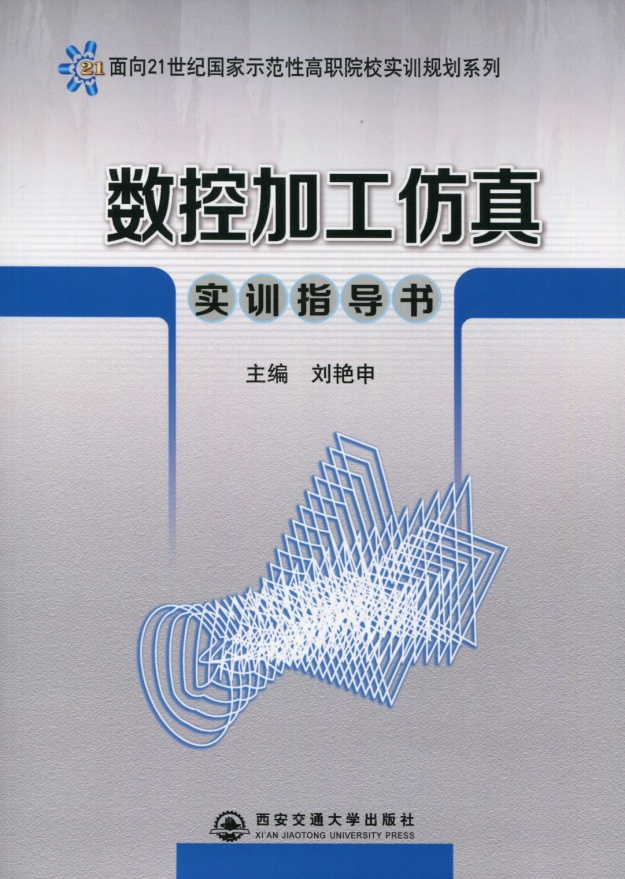 21 面向21世纪国家示范性高职院校实训规划系列
数控加工仿真
实训指导书
主编 刘艳申
西安交通大学出版社
XI'AN JIAOTONG UNIVERSITY PRESS